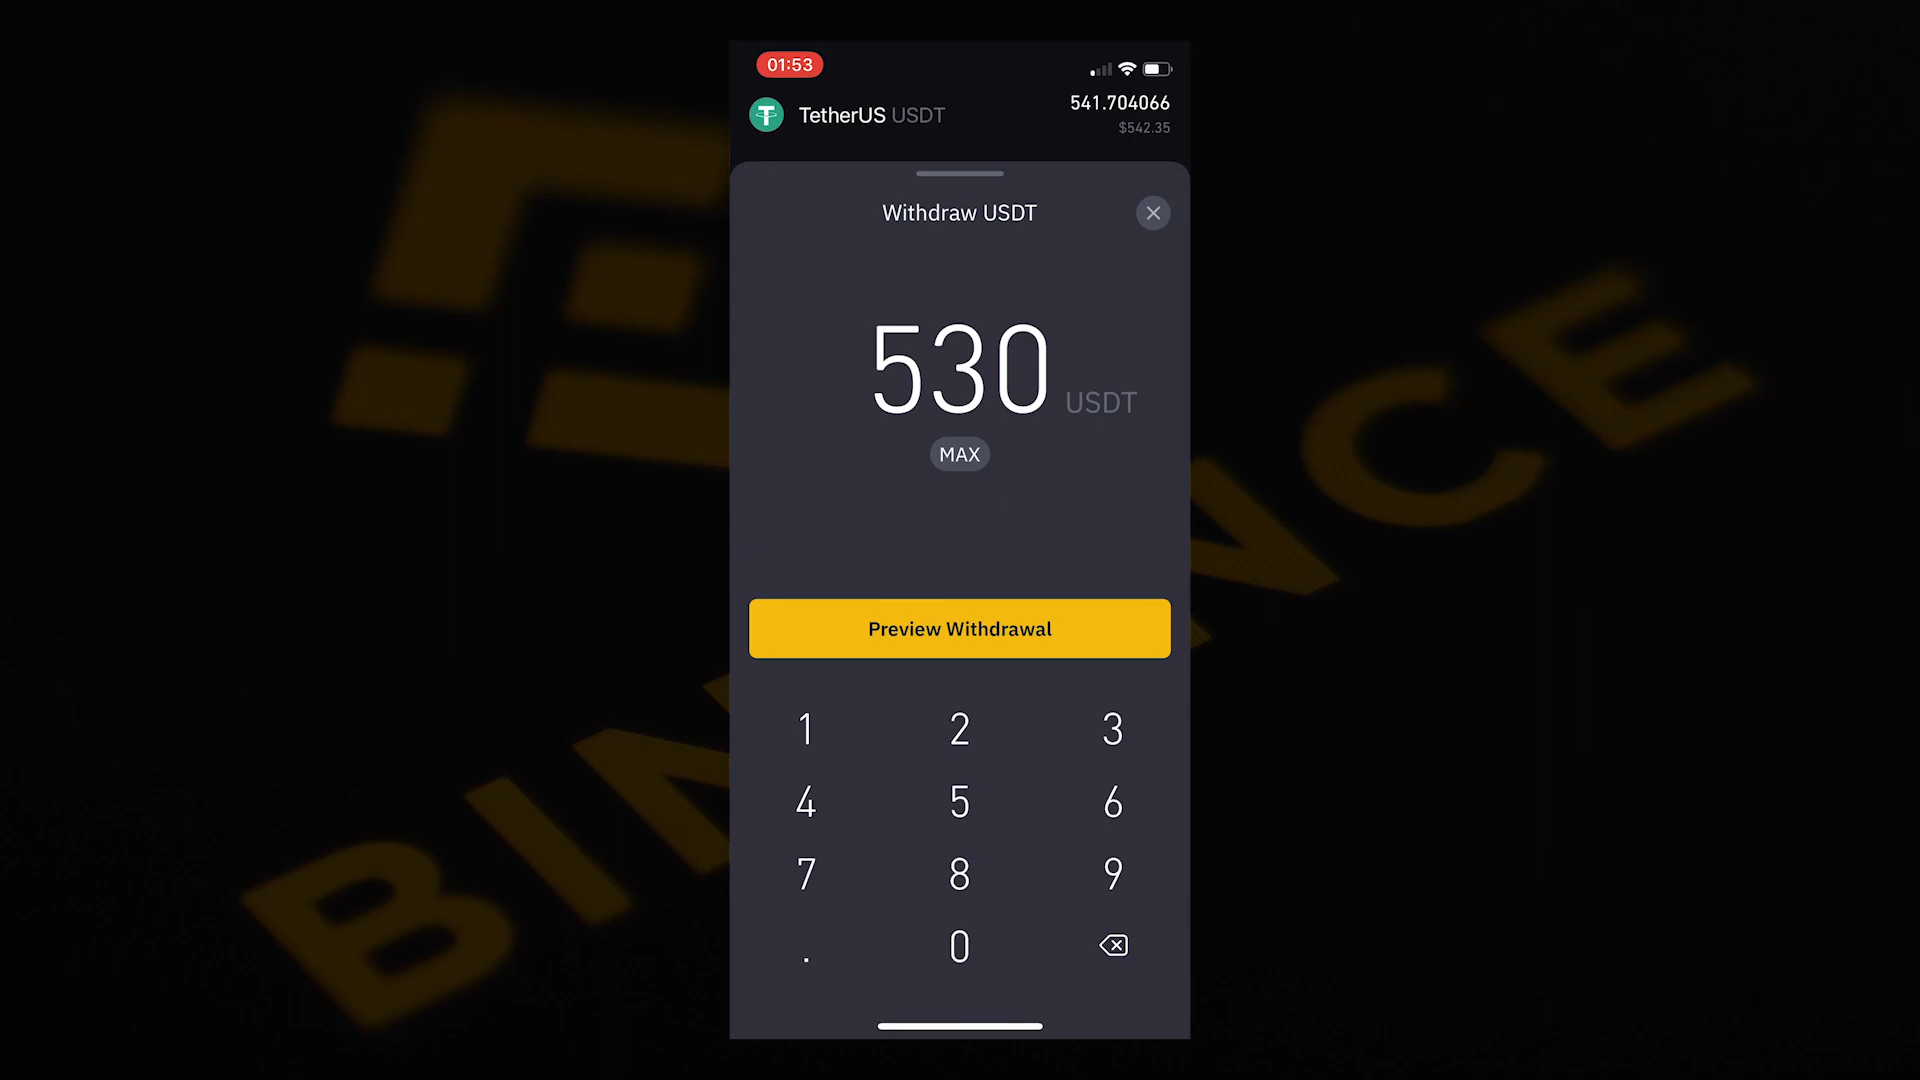 01:53
TetherUS USDT
541.704066
$542.35
Withdraw USDT
530 USDT
MAX
Preview Withdrawal
1 2 3
4 5 6
7 8 9
. 0
BINANCE